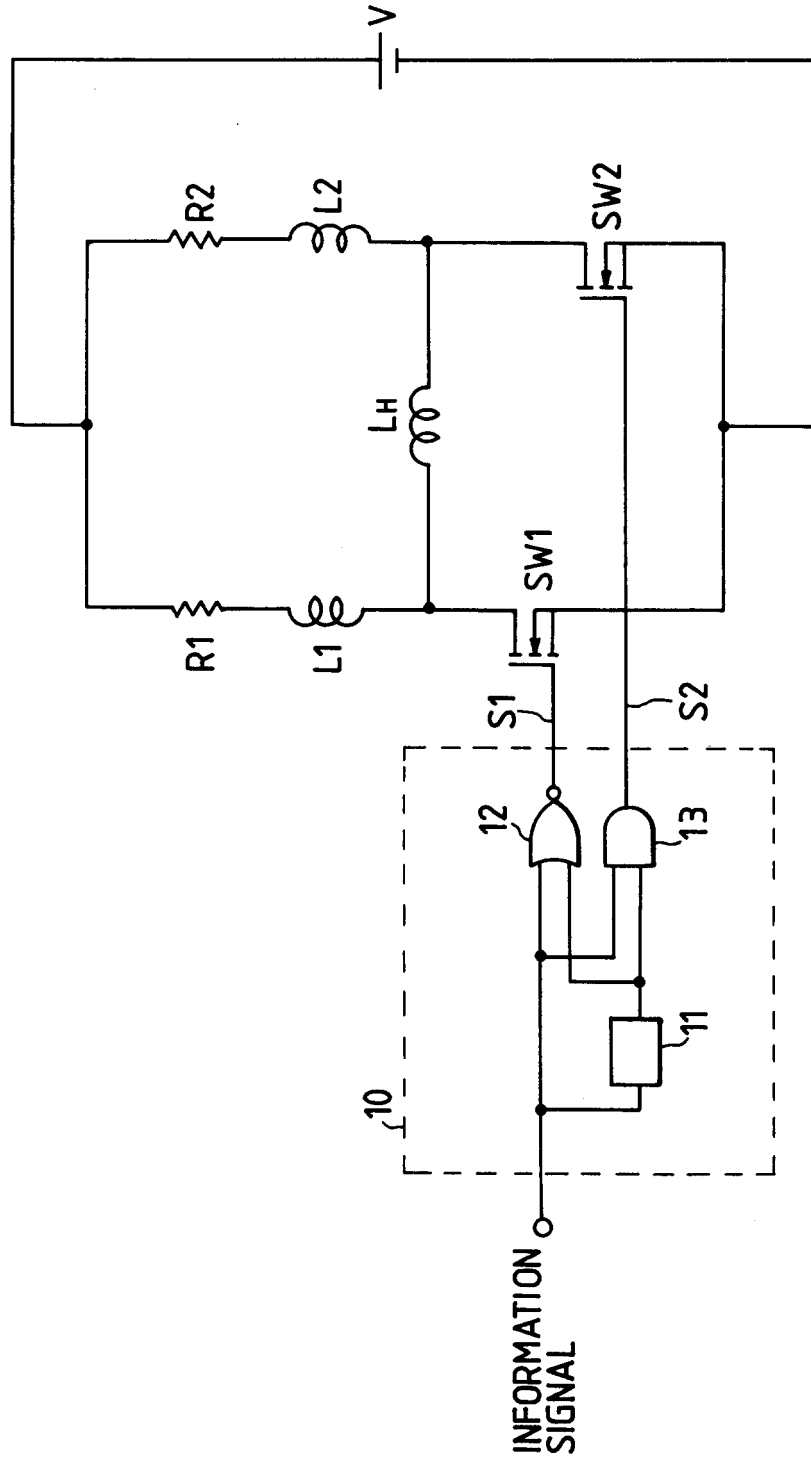 V
R2
L2
R1
L1
LH
SW2
SW1
S1
S2
12
13
11
10
INFORMATION
SIGNAL